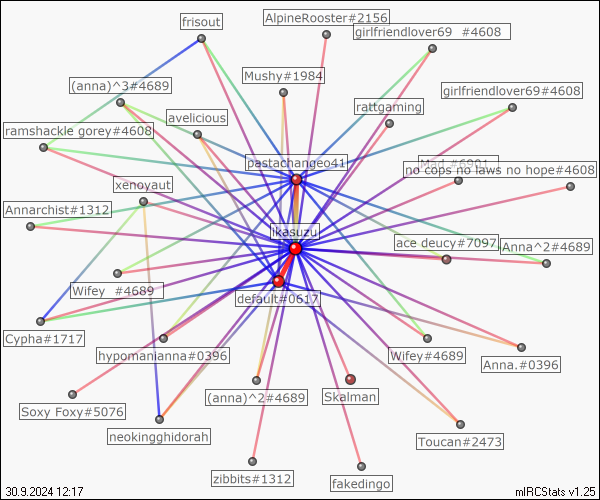 frisout
AlpineRooster#2156
girlfriendlover69 #4608
(anna)^3#4689
Mushy#1984
girlfriendlover69#4608
avelicious
rattgaming
ramshackle gorey#4608
pastachangeo41
no cops no laws no hope#4608
xenoyaut
Annarchist#1312
ikasuzu
ace deucy#7097
Anna^2#4689
Wifey #4689
default#0617
Cypha#1717
hypomanianna#0396
Wifey#4689
Anna.#0396
(anna)^2#4689
Skalman
Soxy Foxy#5076
neokingghidorah
Toucan#2473
zibbits#1312
fakedingo
30.9.2024 12:17
mIRCStats v1.25